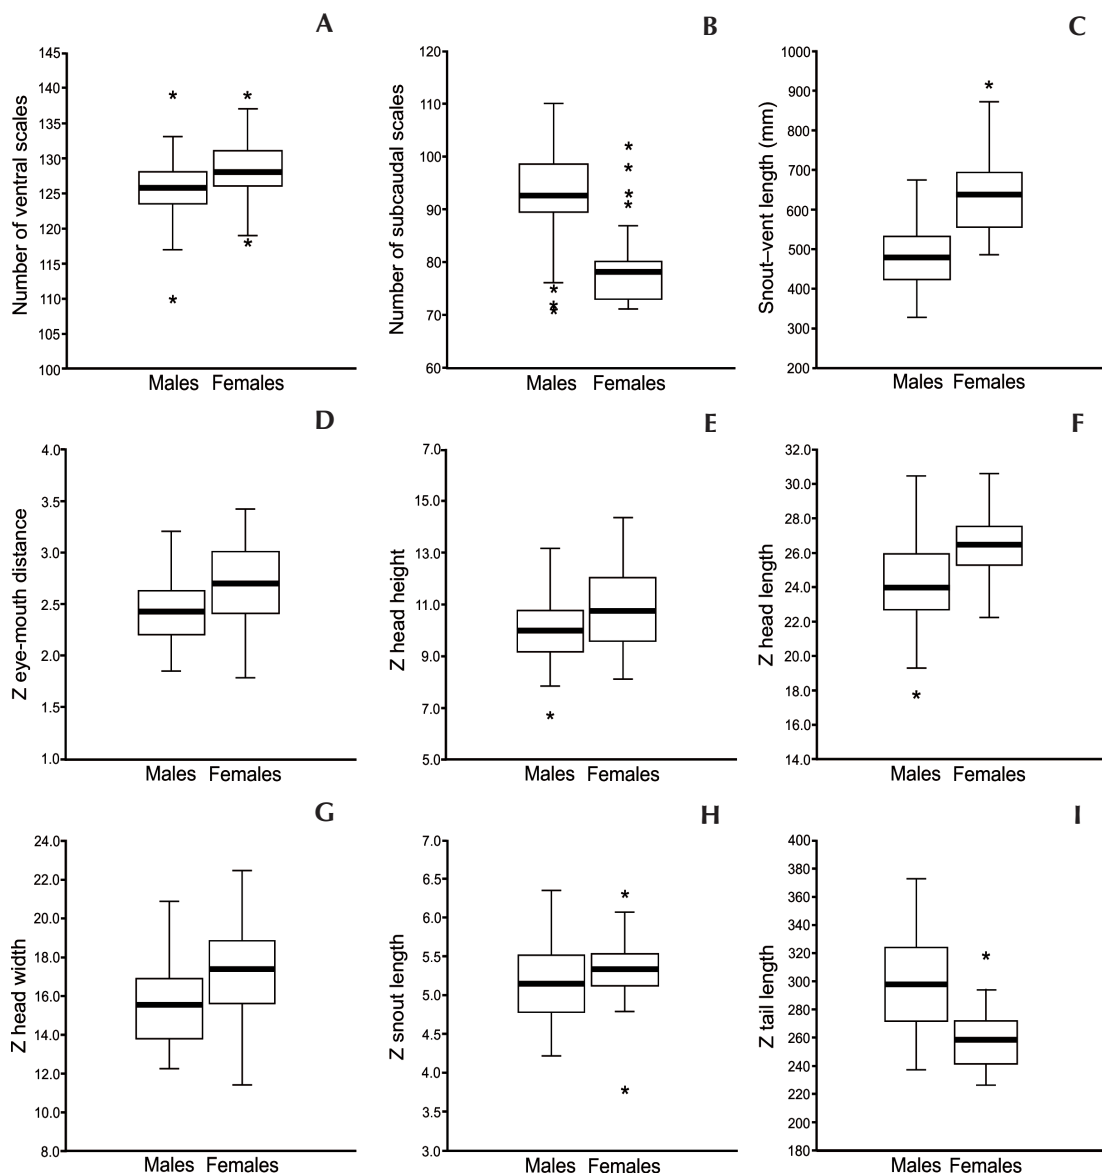 A
Number of ventral scales
145
140
135
130
125
120
115
110
105
100
Males Females
B
Number of subcaudal scales
120
110
100
90
80
70
60
Males Females
C
Snout–vent length (mm)
1000
900
800
700
600
500
400
300
200
Males Females
D
Z eye-mouth distance
4.0
3.5
3.0
2.5
2.0
1.5
1.0
Males Females
E
Z head height
7.0
15.0
13.0
11.0
9.0
7.0
5.0
Males Females
F
Z head length
32.0
30.0
28.0
26.0
24.0
22.0
20.0
18.0
16.0
14.0
Males Females
G
Z head width
24.0
22.0
20.0
18.0
16.0
14.0
12.0
10.0
8.0
Males Females
H
Z snout length
7.0
6.5
6.0
5.5
5.0
4.5
4.0
3.5
3.0
Males Females
I
Z tail length
400
380
360
340
320
300
280
260
240
220
200
180
Males Females